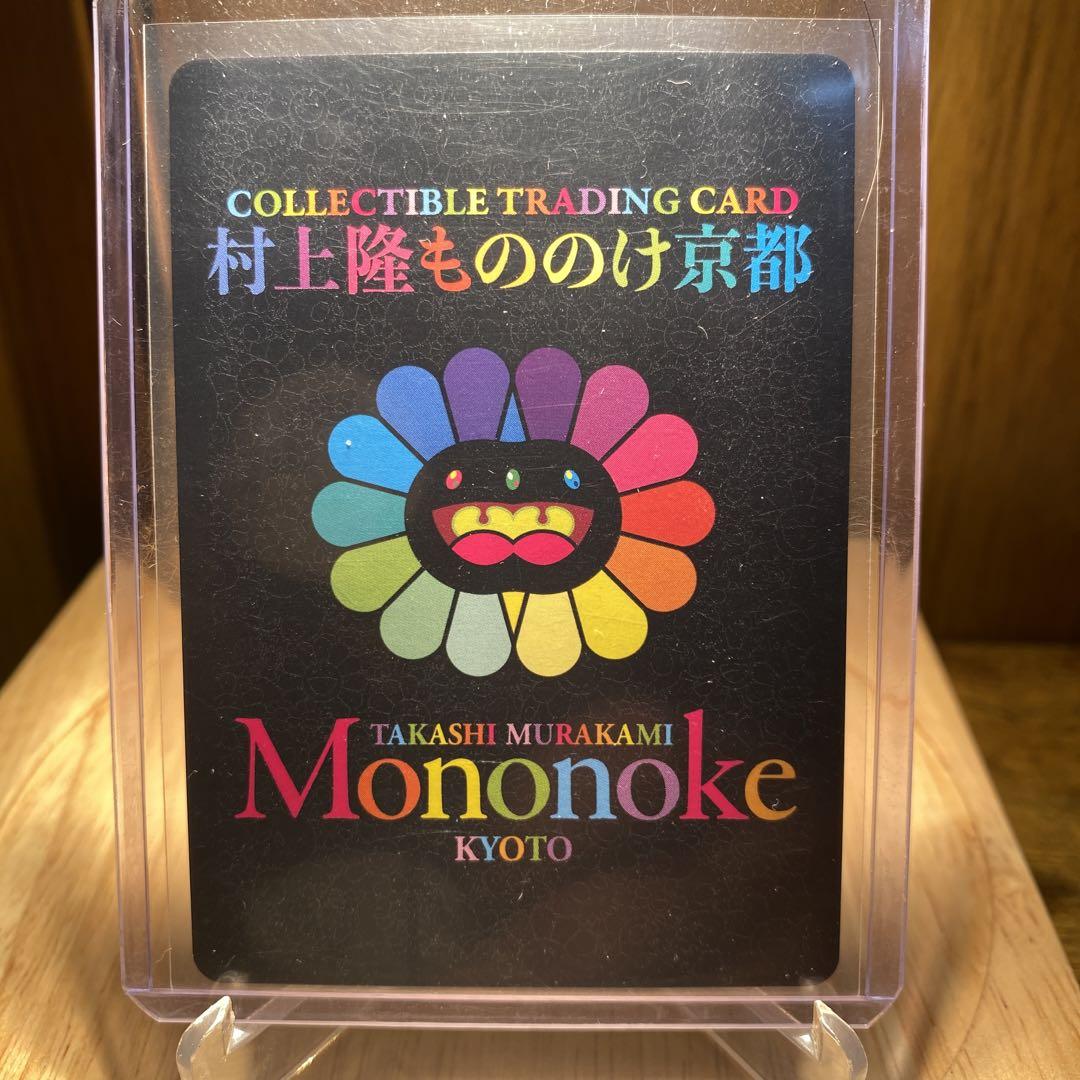 COLLECTIBLE TRADING CARD
村上隆もののけ京都
TAKASHI MURAKAMI
Mononoke
KYOTO